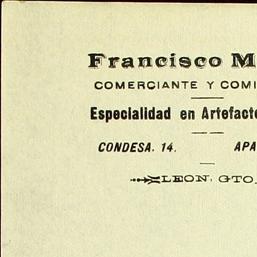 Francisco M
COMERCIANTE Y COMI
Especialidad en Artefacto
CONDESA. 14. APA
LEON, GTO.